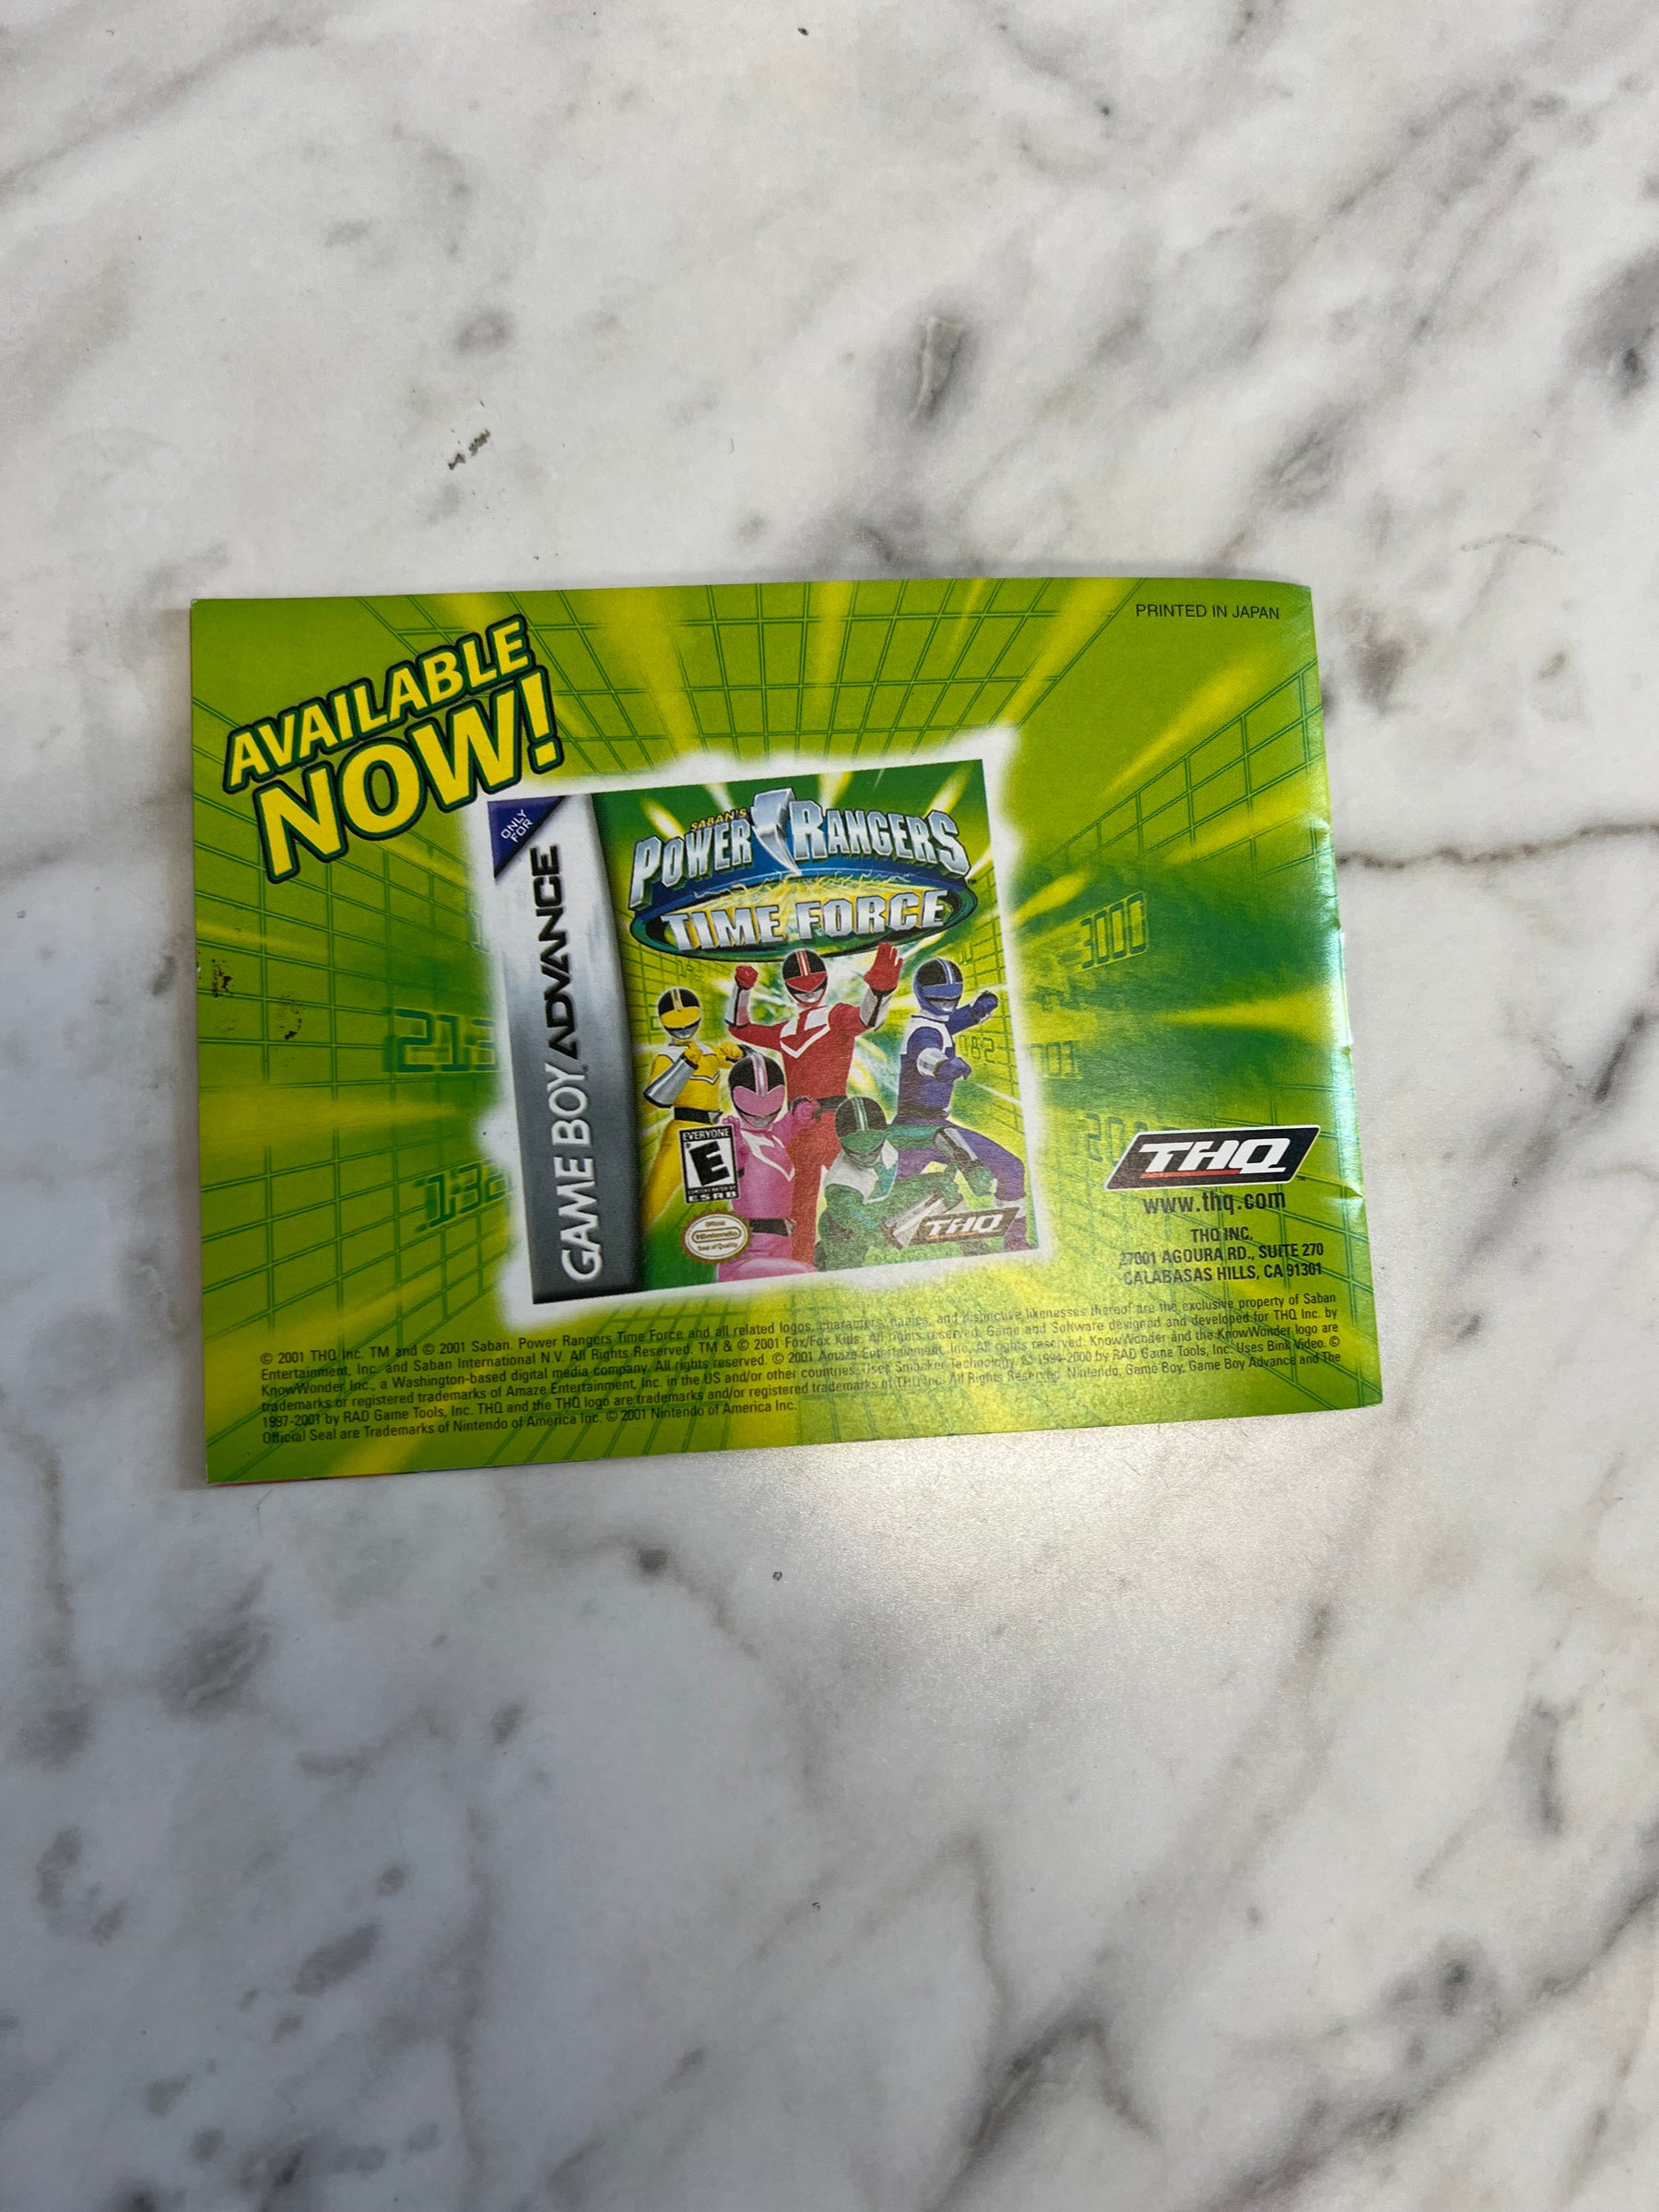 PRINTED IN JAPAN
AVAILABLE
NOW!
ONLY
FOR
GAME BOY ADVANCE
SABAN'S
POWER RANGERS
TIME FORCE
3000
EVERYONE
E
ESRB
Nintendo
THQ
THQ
www.thq.com
THQ INC.
27001 AGOURA RD., SUITE 270
CALABASAS HILLS, CA 91301
© 2001 THQ Inc. TM and © 2001 Saban. Power Rangers Time Force and all related logos, characters, names, and distinctive likenesses thereof are the exclusive property of Saban
Entertainment, Inc. and Saban International N.V. All Rights Reserved. TM & © 2001 Fox/Fox Kids. All rights reserved. Game and Software designed and developed for THQ Inc. by
KnowWonder Inc., a Washington-based digital media company. All rights reserved. © 2001 Amaze Entertainment, Inc. All rights reserved. KnowWonder and the KnowWonder logo are
trademarks or registered trademarks of Amaze Entertainment, Inc. in the US and/or other countries. Uses Smacker Technology. © 1994-2000 by RAD Game Tools, Inc. Uses Bink Video. ©
1997-2001 by RAD Game Tools, Inc. THQ and the THQ logo are trademarks and/or registered trademarks of THQ Inc. All Rights Reserved. Nintendo, Game Boy, Game Boy Advance and The
Official Seal are Trademarks of Nintendo of America Inc. © 2001 Nintendo of America Inc.